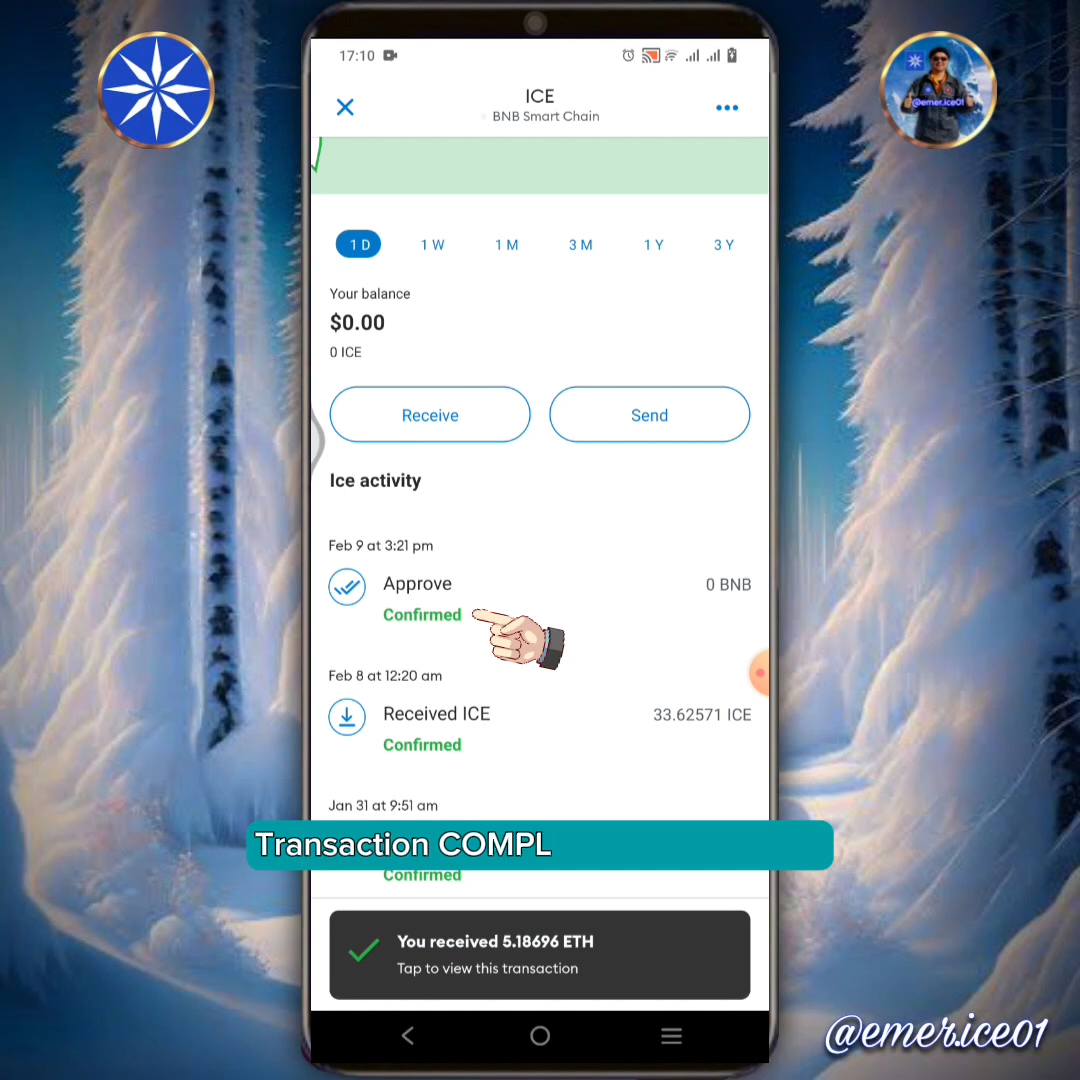 17:10
ICE
BNB Smart Chain
@emer.ice01
1 D 1 W 1 M 3 M 1 Y 3 Y
Your balance
$0.00
0 ICE
Receive Send
Ice activity
Feb 9 at 3:21 pm
Approve 0 BNB
Confirmed
Feb 8 at 12:20 am
Received ICE 33.62571 ICE
Confirmed
Jan 31 at 9:51 am
Transaction COMPL
Confirmed
You received 5.18696 ETH
Tap to view this transaction
@emer.ice01